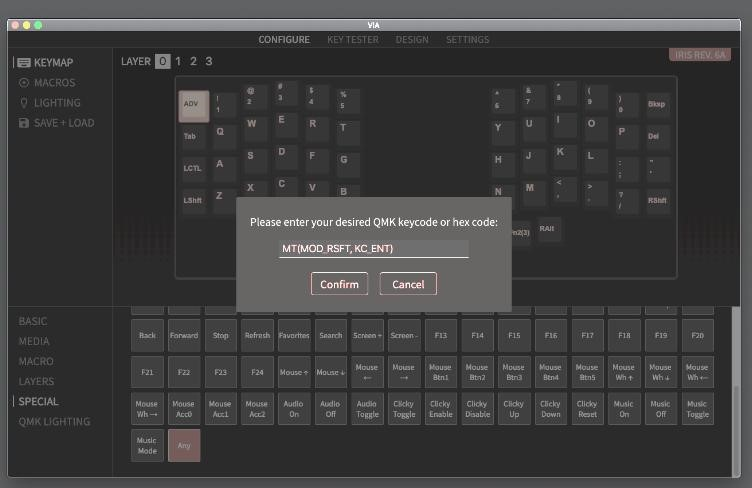 VIA
CONFIGURE KEY TESTER DESIGN SETTINGS
KEYMAP
MACROS
LIGHTING
SAVE + LOAD
LAYER 0 1 2 3
IRIS REV. 6A
ADV ! 1 @ 2 # 3 $ 4 % 5 ^ 6 & 7 * 8 ( 9 ) 0 Bksp
Tab Q W E R T Y U I O P Del
LCTL A S D F G H J K L : ; " '
LShft Z X C V B N M < , > . ? / RShft
Fn2(3) RAlt
Please enter your desired QMK keycode or hex code:
MT(MOD_RSFT, KC_ENT)
Confirm Cancel
BASIC
MEDIA
MACRO
LAYERS
SPECIAL
QMK LIGHTING
Back Forward Stop Refresh Favorites Search Screen + Screen - F13 F14 F15 F16 F17 F18 F19 F20
F21 F22 F23 F24 Mouse ↑ Mouse ↓ Mouse ← Mouse → Mouse Btn1 Mouse Btn2 Mouse Btn3 Mouse Btn4 Mouse Btn5 Mouse Wh ↑ Mouse Wh ↓ Mouse Wh ←
Mouse Wh → Mouse Acc0 Mouse Acc1 Mouse Acc2 Audio On Audio Off Audio Toggle Clicky Toggle Clicky Enable Clicky Disable Clicky Up Clicky Down Clicky Reset Music On Music Off Music Toggle
Music Mode Any